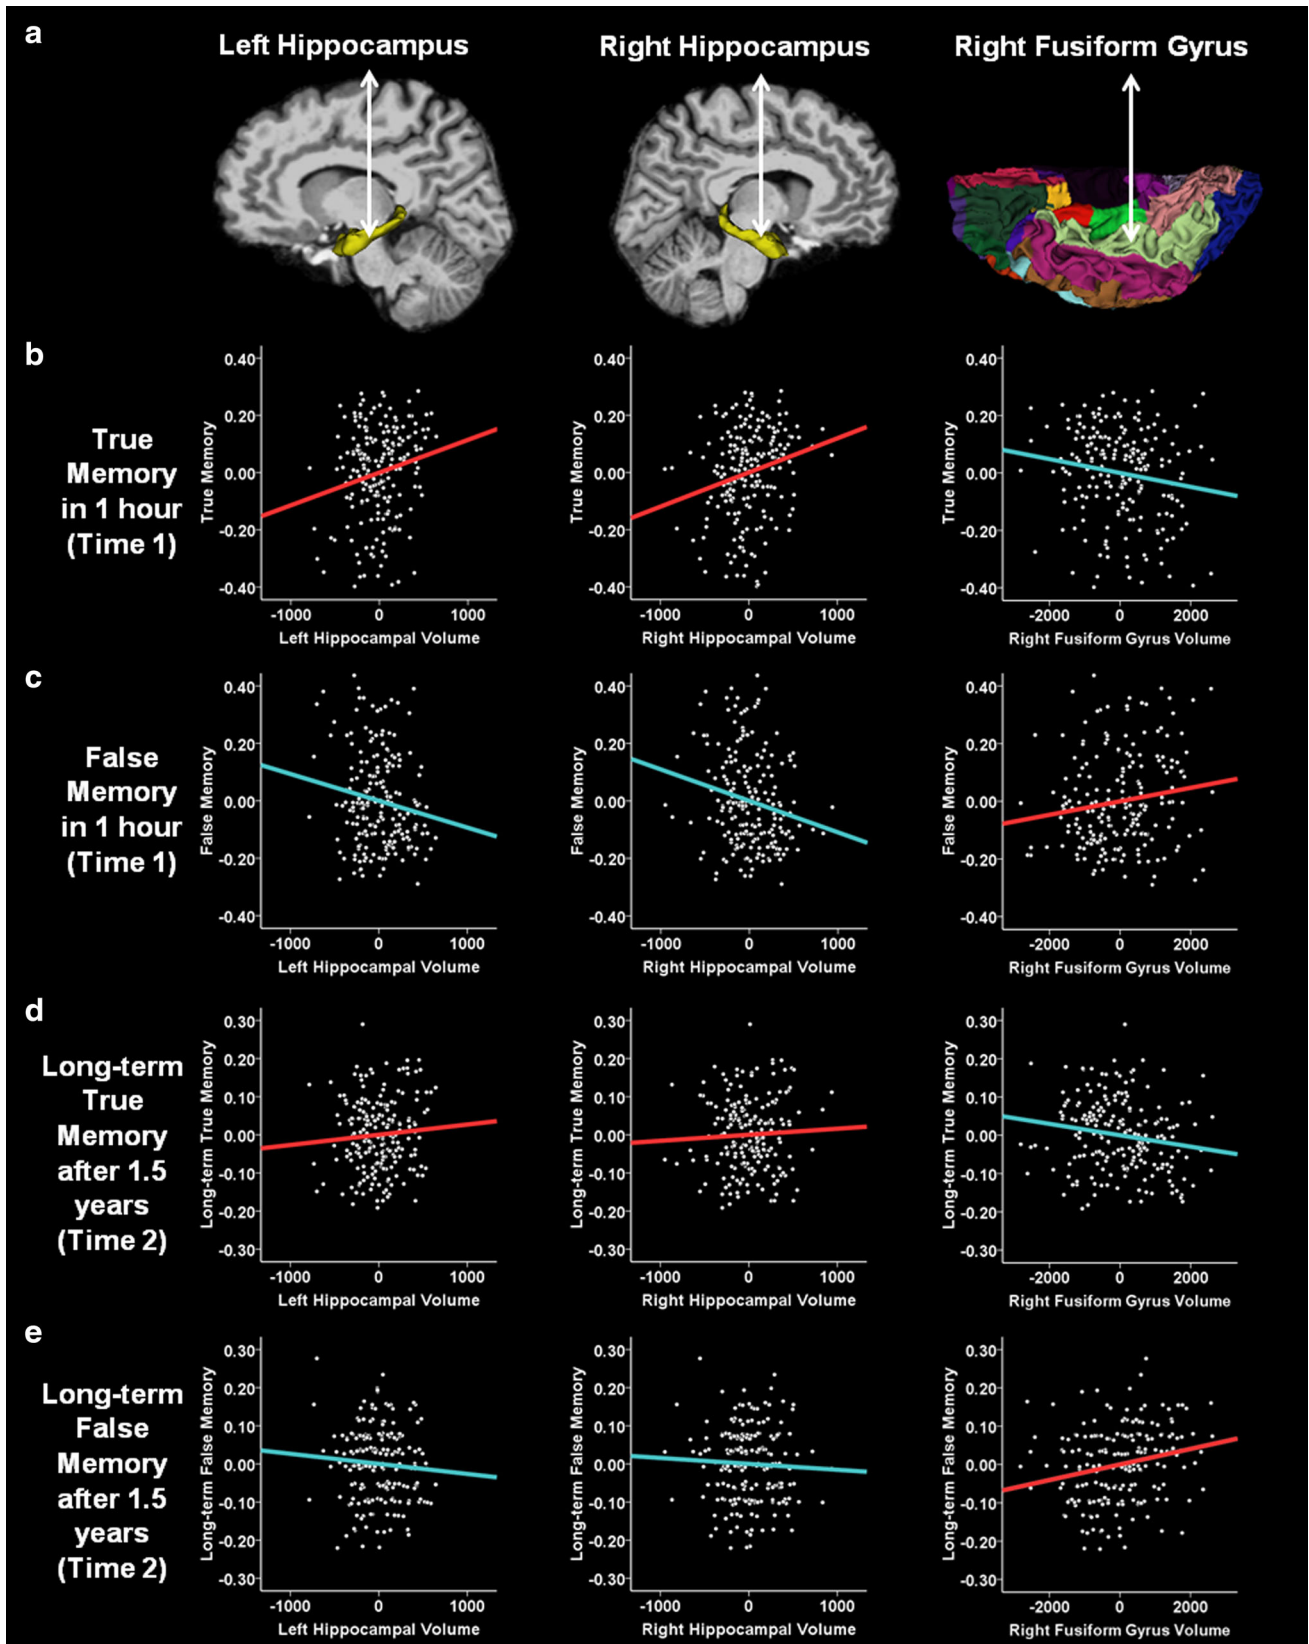 a
Left Hippocampus
Right Hippocampus
Right Fusiform Gyrus
b
True
Memory
in 1 hour
(Time 1)
True Memory
0.40
0.20
0.00
-0.20
-0.40
-1000 0 1000
Left Hippocampal Volume
True Memory
0.40
0.20
0.00
-0.20
-0.40
-1000 0 1000
Right Hippocampal Volume
True Memory
0.40
0.20
0.00
-0.20
-0.40
-2000 0 2000
Right Fusiform Gyrus Volume
c
False
Memory
in 1 hour
(Time 1)
False Memory
0.40
0.20
0.00
-0.20
-0.40
-1000 0 1000
Left Hippocampal Volume
False Memory
0.40
0.20
0.00
-0.20
-0.40
-1000 0 1000
Right Hippocampal Volume
False Memory
0.40
0.20
0.00
-0.20
-0.40
-2000 0 2000
Right Fusiform Gyrus Volume
d
Long-term
True
Memory
after 1.5
years
(Time 2)
Long-term True Memory
0.30
0.20
0.10
0.00
-0.10
-0.20
-0.30
-1000 0 1000
Left Hippocampal Volume
Long-term True Memory
0.30
0.20
0.10
0.00
-0.10
-0.20
-0.30
-1000 0 1000
Right Hippocampal Volume
Long-term True Memory
0.30
0.20
0.10
0.00
-0.10
-0.20
-0.30
-2000 0 2000
Right Fusiform Gyrus Volume
e
Long-term
False
Memory
after 1.5
years
(Time 2)
Long-term False Memory
0.30
0.20
0.10
0.00
-0.10
-0.20
-0.30
-1000 0 1000
Left Hippocampal Volume
Long-term False Memory
0.30
0.20
0.10
0.00
-0.10
-0.20
-0.30
-1000 0 1000
Right Hippocampal Volume
Long-term False Memory
0.30
0.20
0.10
0.00
-0.10
-0.20
-0.30
-2000 0 2000
Right Fusiform Gyrus Volume